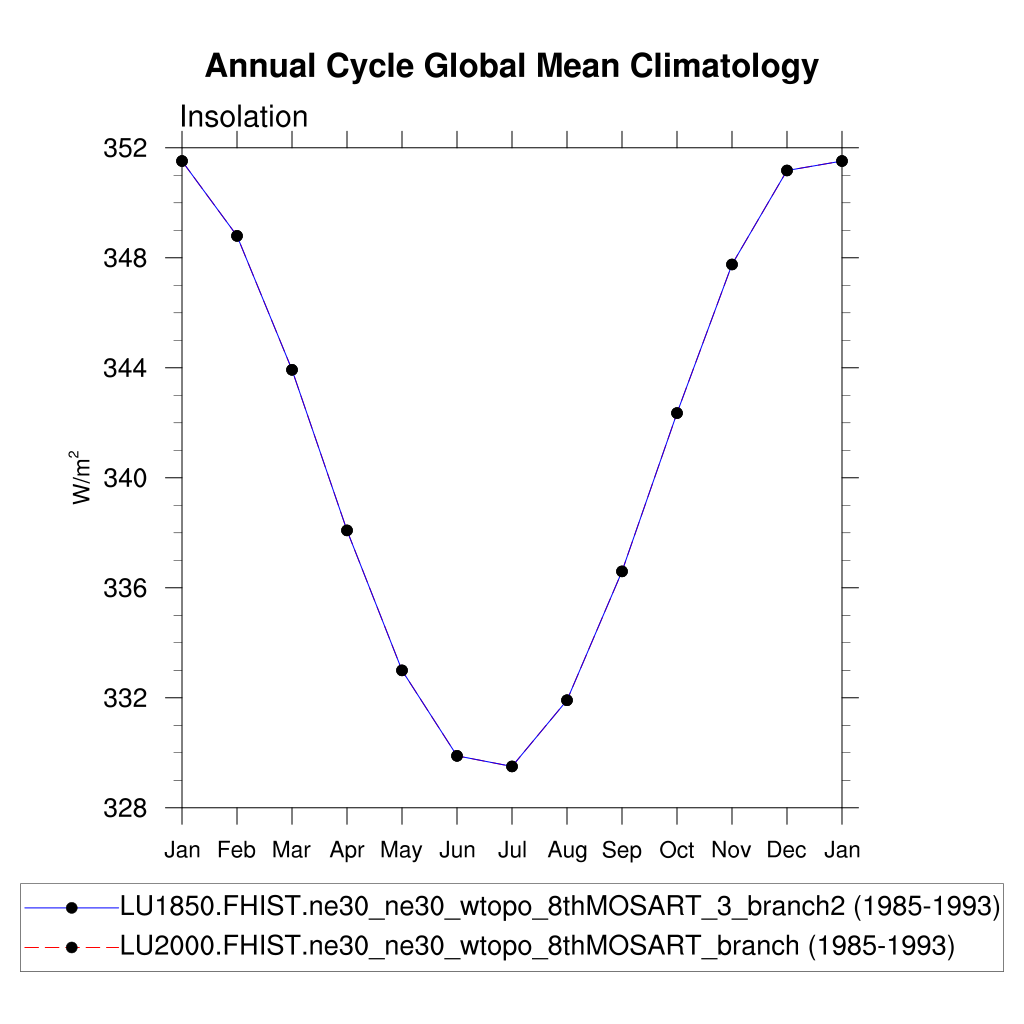 Annual Cycle Global Mean Climatology
Insolation
352
348
344
340
336
332
328
W/m²
Jan Feb Mar Apr May Jun Jul Aug Sep Oct Nov Dec Jan
LU1850.FHIST.ne30_ne30_wtopo_8thMOSART_3_branch2 (1985-1993)
LU2000.FHIST.ne30_ne30_wtopo_8thMOSART_branch (1985-1993)